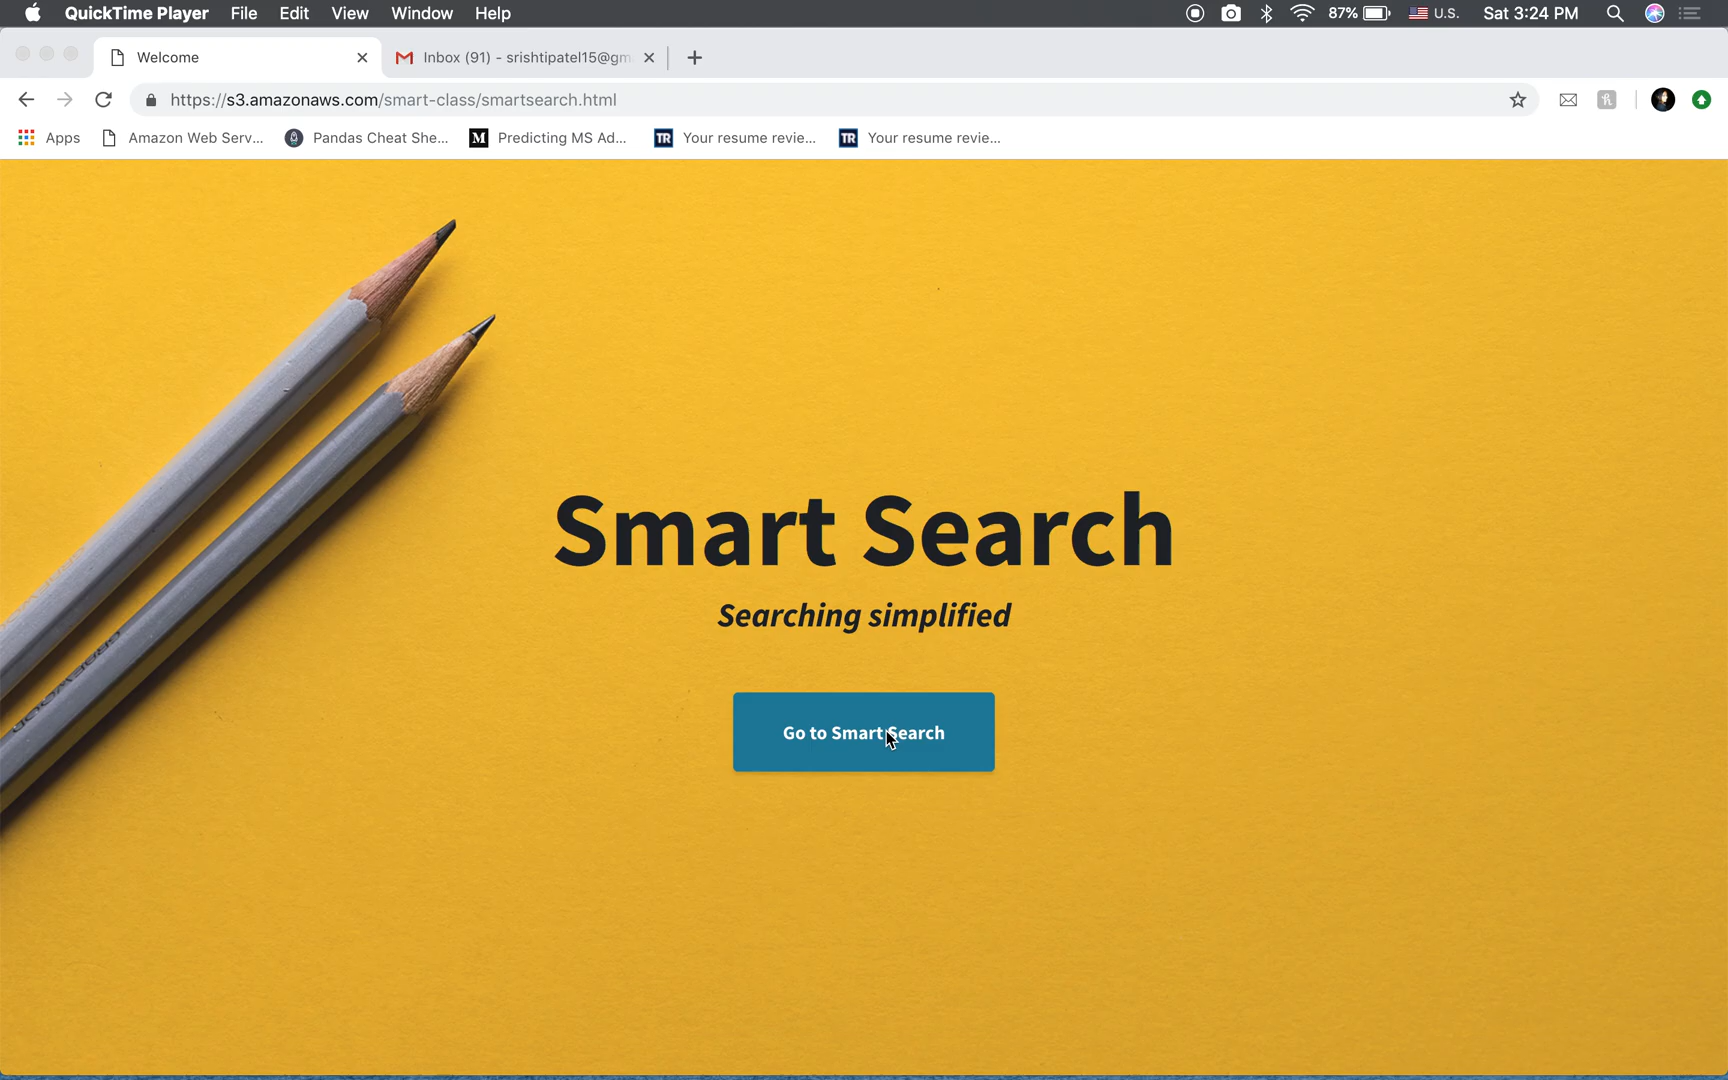 QuickTime Player File Edit View Window Help 87% U.S. Sat 3:24 PM
Welcome Inbox (91) - srishtipatel15@gm
https://s3.amazonaws.com/smart-class/smartsearch.html
Apps Amazon Web Serv... Pandas Cheat She... M Predicting MS Ad... TR Your resume revie... TR Your resume revie...
Smart Search
Searching simplified
Go to Smart Search